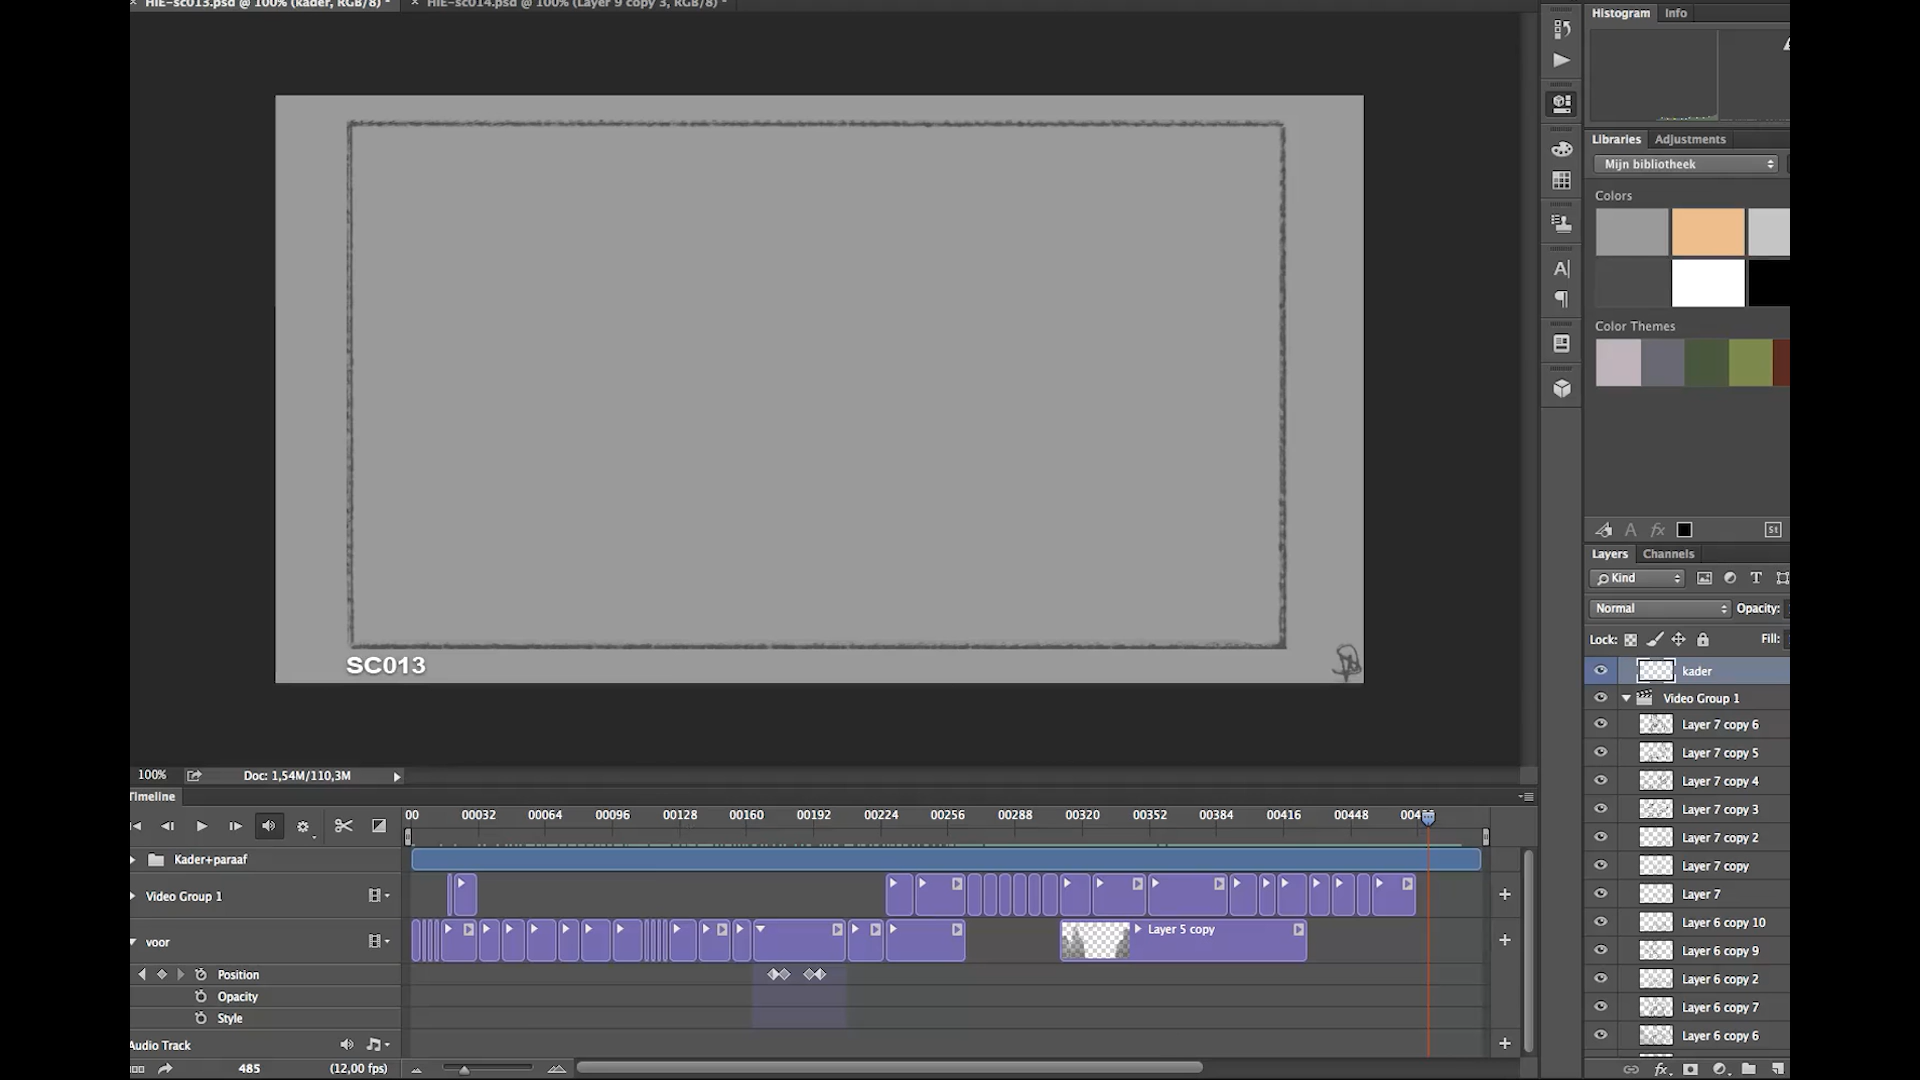 HIE-sc013.psd @ 100% (kader, RGB/8) *
HIE-sc014.psd @ 100% (Layer 9 copy 3, RGB/8) *
Histogram Info
Libraries Adjustments
Mijn bibliotheek
Colors
Color Themes
A
fx
St
Layers Channels
Kind
Normal Opacity:
Lock: Fill:
kader
Video Group 1
Layer 7 copy 6
Layer 7 copy 5
Layer 7 copy 4
Layer 7 copy 3
Layer 7 copy 2
Layer 7 copy
Layer 7
Layer 6 copy 10
Layer 6 copy 9
Layer 6 copy 2
Layer 6 copy 7
Layer 6 copy 6
fx
SC013
100% Doc: 1,54M/110,3M
Timeline
00 00032 00064 00096 00128 00160 00192 00224 00256 00288 00320 00352 00384 00416 00448 004
Kader+paraaf
Video Group 1
voor
Layer 5 copy
Position
Opacity
Style
Audio Track
485 (12,00 fps)